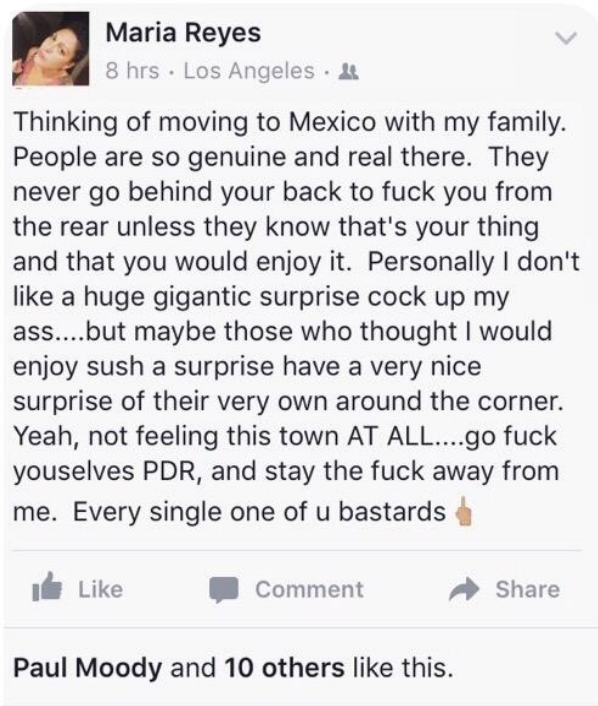 Maria Reyes
8 hrs · Los Angeles ·
Thinking of moving to Mexico with my family.
People are so genuine and real there.  They
never go behind your back to fuck you from
the rear unless they know that's your thing
and that you would enjoy it.  Personally I don't
like a huge gigantic surprise cock up my
ass....but maybe those who thought I would
enjoy sush a surprise have a very nice
surprise of their very own around the corner.
Yeah, not feeling this town AT ALL....go fuck
youselves PDR, and stay the fuck away from
me.  Every single one of u bastards 🖕🏼
Like Comment Share
Paul Moody and 10 others like this.